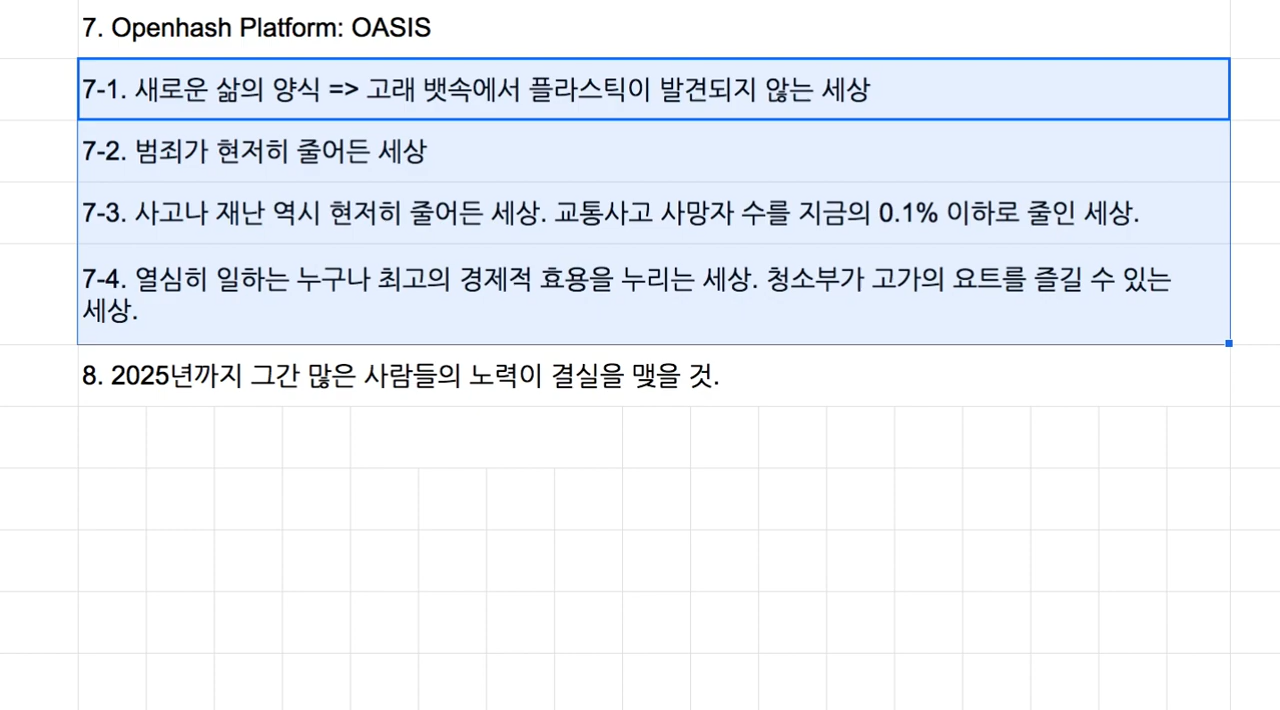 7. Openhash Platform: OASIS
7-1. 새로운 삶의 양식 => 고래 뱃속에서 플라스틱이 발견되지 않는 세상
7-2. 범죄가 현저히 줄어든 세상
7-3. 사고나 재난 역시 현저히 줄어든 세상. 교통사고 사망자 수를 지금의 0.1% 이하로 줄인 세상.
7-4. 열심히 일하는 누구나 최고의 경제적 효용을 누리는 세상. 청소부가 고가의 요트를 즐길 수 있는
세상.
8. 2025년까지 그간 많은 사람들의 노력이 결실을 맺을 것.